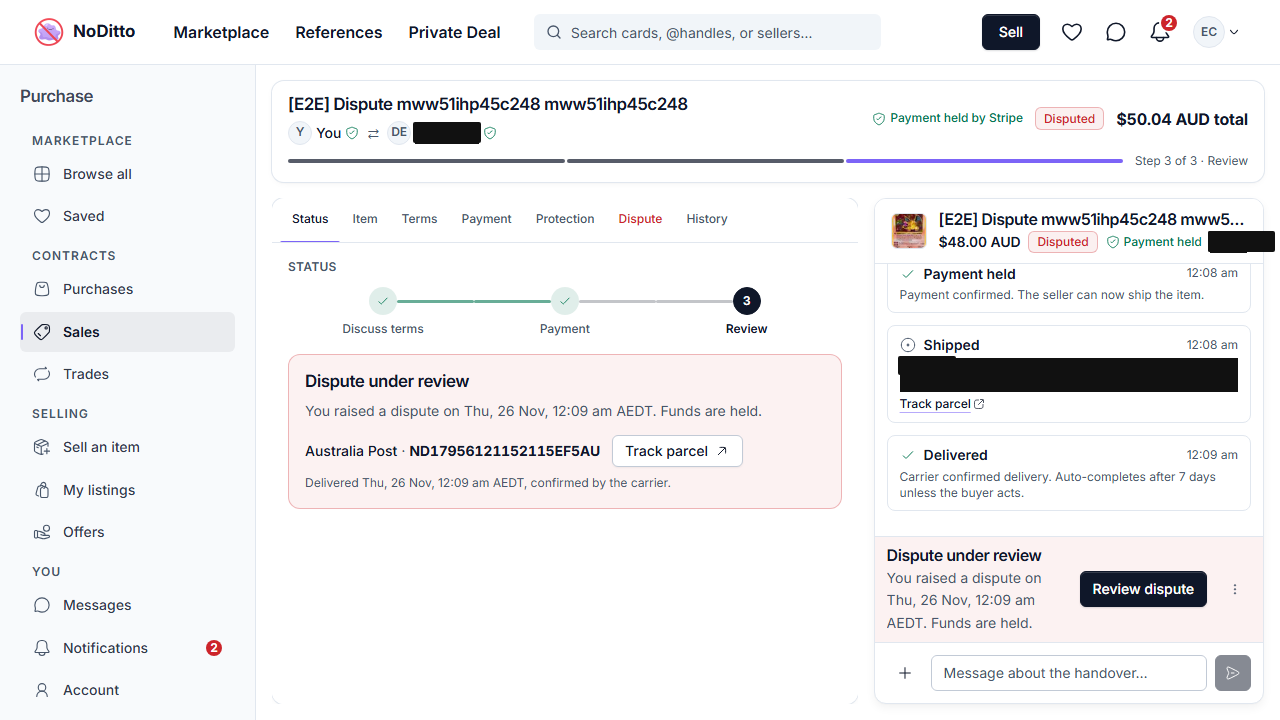 NoDitto
Marketplace
References
Private Deal
Search cards, @handles, or sellers...
Sell
2
EC
Purchase
MARKETPLACE
Browse all
Saved
CONTRACTS
Purchases
Sales
Trades
SELLING
Sell an item
My listings
Offers
YOU
Messages
Notifications
2
Account
[E2E] Dispute mww51ihp45c248 mww51ihp45c248
Y You
DE
Payment held by Stripe
Disputed
$50.04 AUD total
Step 3 of 3 · Review
Status
Item
Terms
Payment
Protection
Dispute
History
STATUS
3
Discuss terms
Payment
Review
Dispute under review
You raised a dispute on Thu, 26 Nov, 12:09 am AEDT. Funds are held.
Australia Post · ND17956121152115EF5AU
Track parcel
Delivered Thu, 26 Nov, 12:09 am AEDT, confirmed by the carrier.
[E2E] Dispute mww51ihp45c248 mww5...
$48.00 AUD
Disputed
Payment held
Payment held
12:08 am
Payment confirmed. The seller can now ship the item.
Shipped
12:08 am
Track parcel
Delivered
12:09 am
Carrier confirmed delivery. Auto-completes after 7 days
unless the buyer acts.
Dispute under review
You raised a dispute on
Thu, 26 Nov, 12:09 am
AEDT. Funds are held.
Review dispute
Message about the handover...